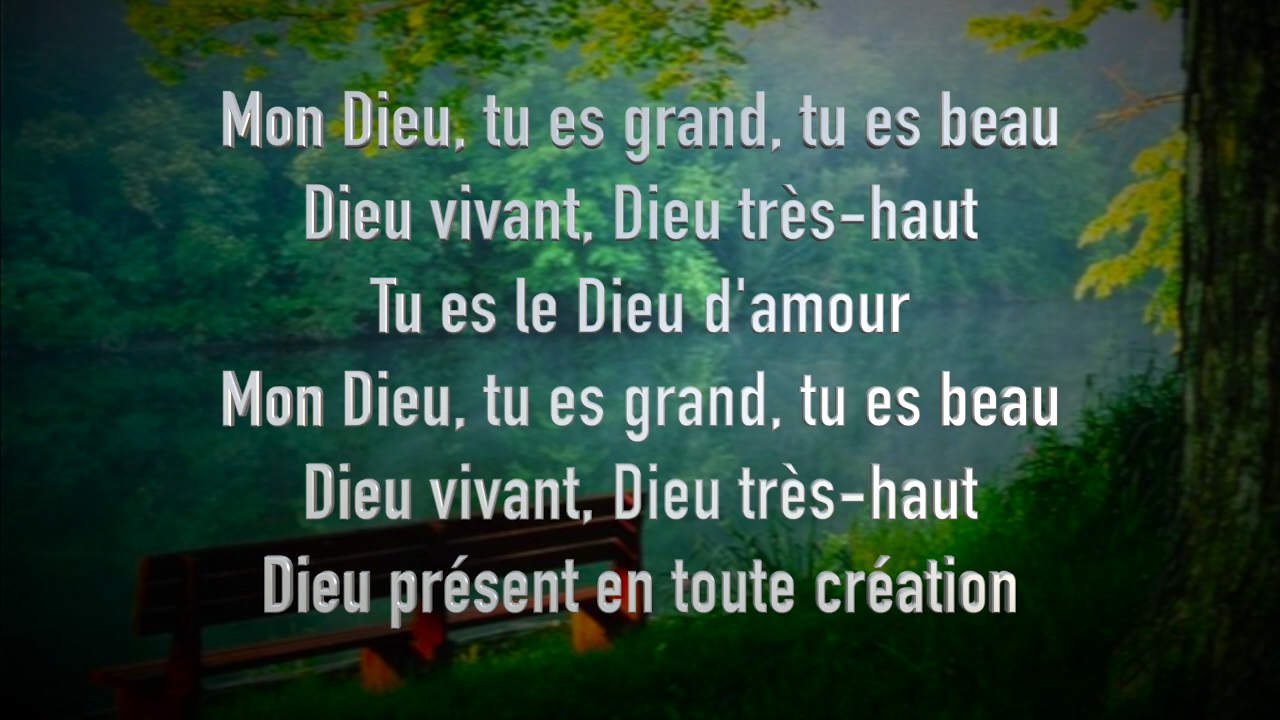 Mon Dieu, tu es grand, tu es beau
Dieu vivant, Dieu très-haut
Tu es le Dieu d'amour
Mon Dieu, tu es grand, tu es beau
Dieu vivant, Dieu très-haut
Dieu présent en toute création